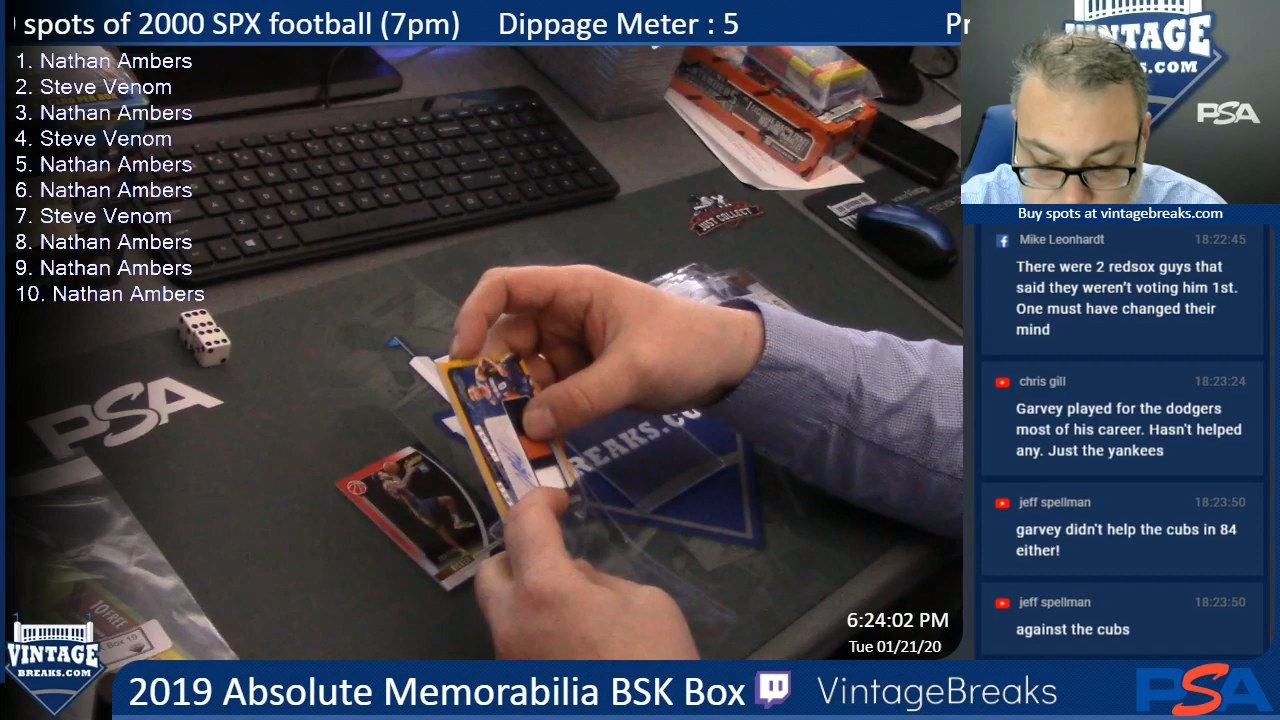 spots of 2000 SPX football (7pm) Dippage Meter : 5
1. Nathan Ambers
2. Steve Venom
3. Nathan Ambers
4. Steve Venom
5. Nathan Ambers
6. Nathan Ambers
7. Steve Venom
8. Nathan Ambers
9. Nathan Ambers
10. Nathan Ambers
JUST COLLECT
PSA
REAKS.CO
10 FREE
6:24:02 PM
Tue 01/21/20
VINTAGE
BREAKS.COM
2019 Absolute Memorabilia BSK Box
VintageBreaks
PSA
VINTAGE
S.COM
PSA
Buy spots at vintagebreaks.com
Mike Leonhardt 18:22:45
There were 2 redsox guys that
said they weren't voting him 1st.
One must have changed their
mind
chris gill 18:23:24
Garvey played for the dodgers
most of his career. Hasn't helped
any. Just the yankees
jeff spellman 18:23:50
garvey didn't help the cubs in 84
either!
jeff spellman 18:23:50
against the cubs